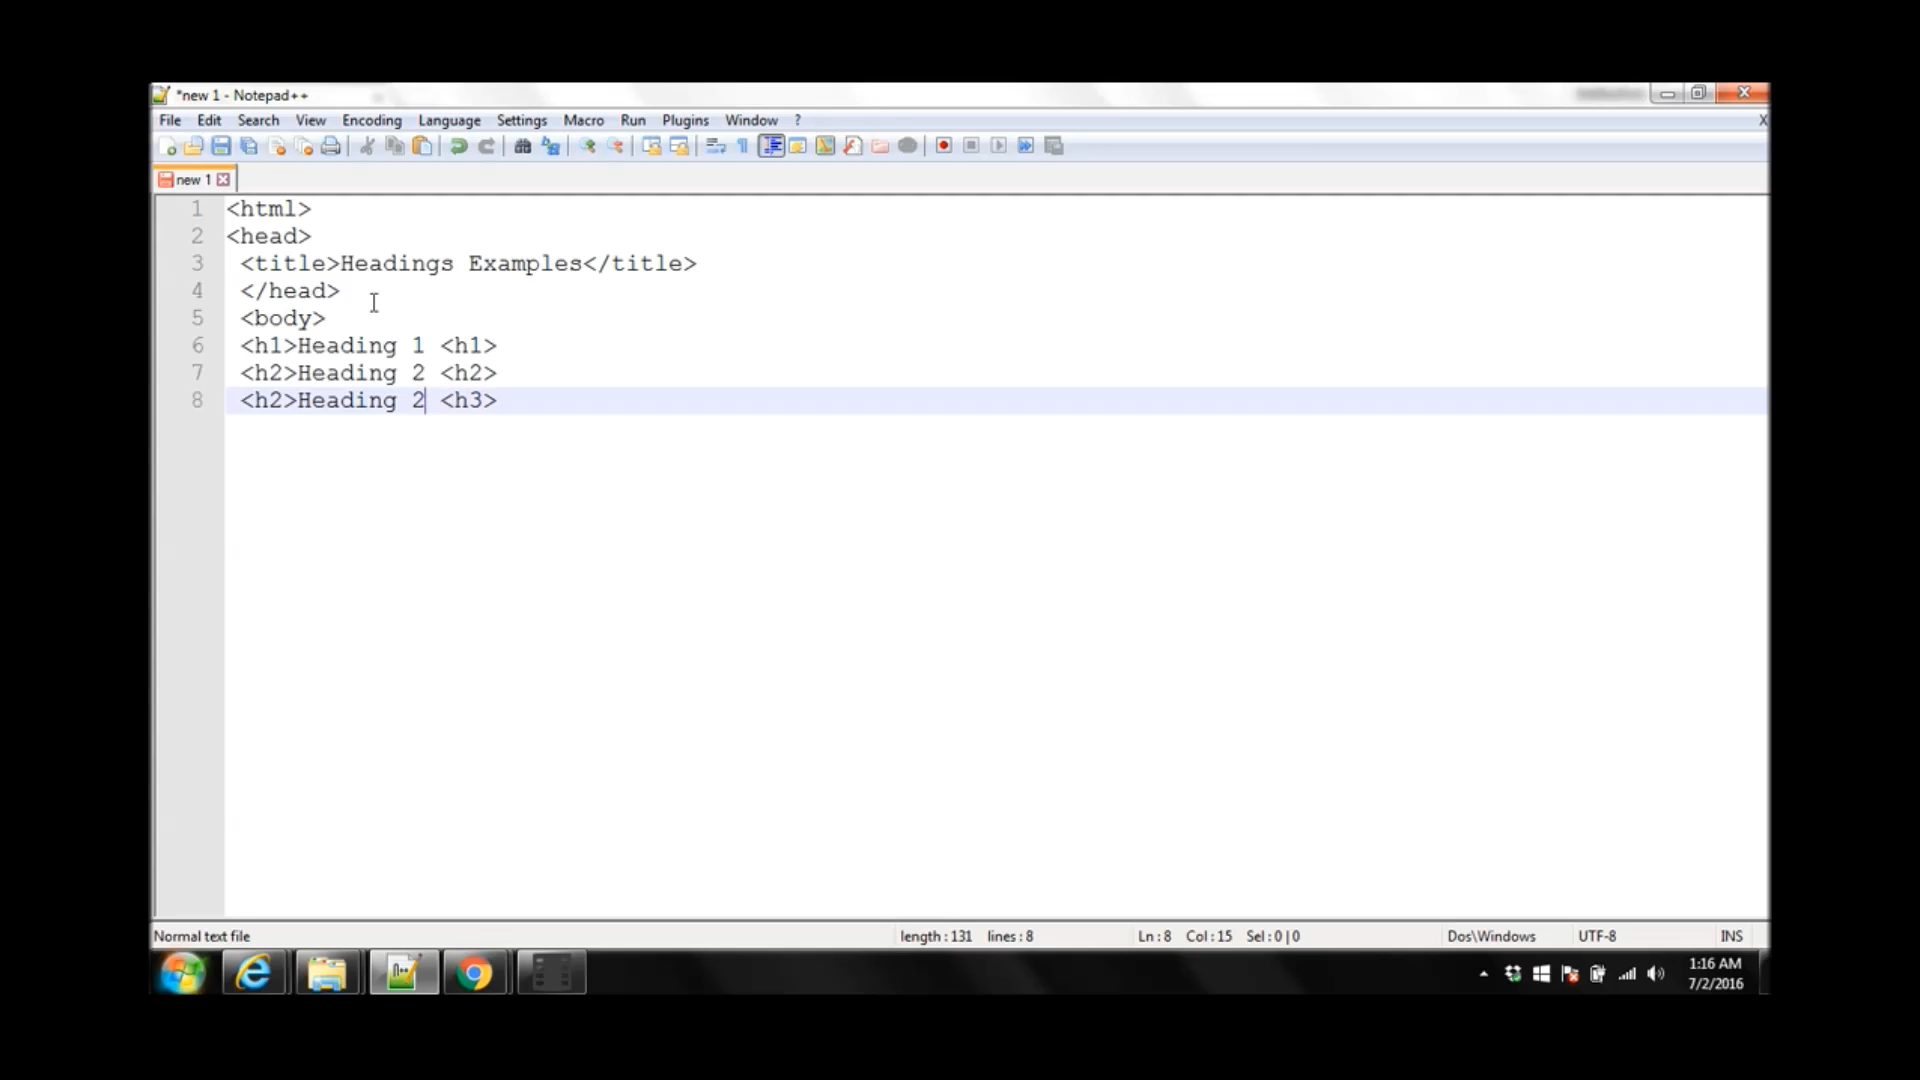 *new 1 - Notepad++
File Edit Search View Encoding Language Settings Macro Run Plugins Window ? X
new 1
1 <html>
2 <head>
3 <title>Headings Examples</title>
4 </head>
5 <body>
6 <h1>Heading 1 <h1>
7 <h2>Heading 2 <h2>
8 <h2>Heading 2 <h3>
Normal text file length : 131 lines : 8 Ln : 8 Col : 15 Sel : 0 | 0 Dos\Windows UTF-8 INS
1:16 AM
7/2/2016